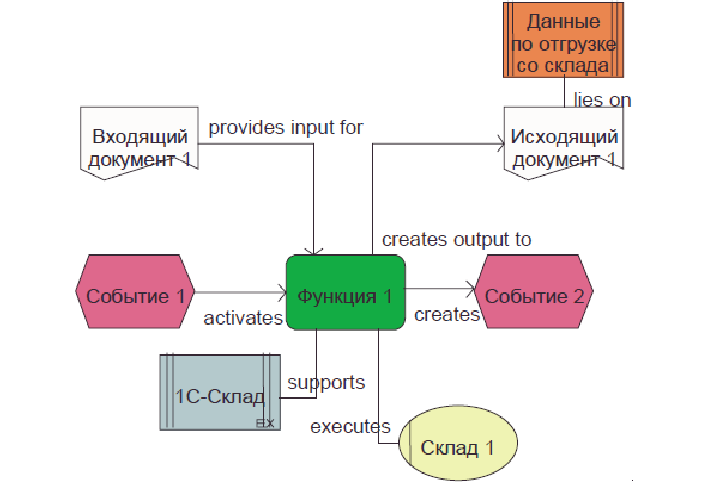 Данные
по отгрузке
со склада
lies on
Входящий
документ 1
provides input for
Исходящий
документ 1
creates output to
Событие 1
activates
Функция 1
creates
Событие 2
1С-Склад
EX
supports
executes
Склад 1